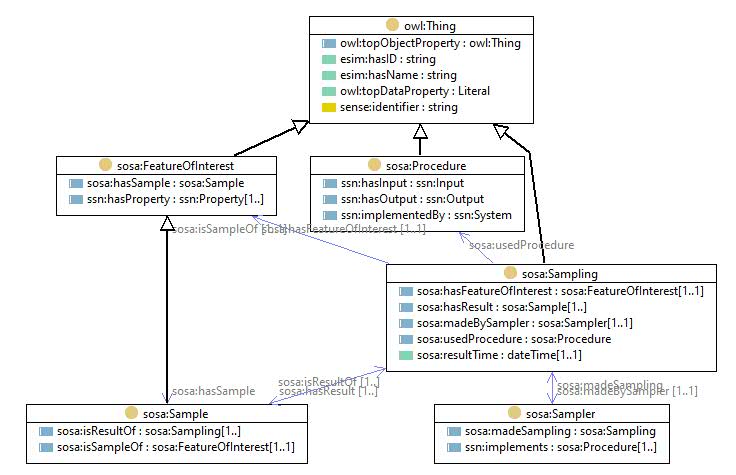 owl:Thing
owl:topObjectProperty : owl:Thing
esim:hasID : string
esim:hasName : string
owl:topDataProperty : Literal
sense:identifier : string
sosa:FeatureOfInterest
sosa:hasSample : sosa:Sample
ssn:hasProperty : ssn:Property[1..]
sosa:Procedure
ssn:hasInput : ssn:Input
ssn:hasOutput : ssn:Output
ssn:implementedBy : ssn:System
sosa:isSampleOf [1..1]
sosa:hasFeatureOfInterest [1..1]
sosa:usedProcedure
sosa:Sampling
sosa:hasFeatureOfInterest : sosa:FeatureOfInterest[1..1]
sosa:hasResult : sosa:Sample[1..]
sosa:madeBySampler : sosa:Sampler[1..1]
sosa:usedProcedure : sosa:Procedure
sosa:resultTime : dateTime[1..1]
sosa:hasSample
sosa:isResultOf [1..]
sosa:hasResult [1..]
sosa:madeSampling
sosa:madeBySampler [1..1]
sosa:Sample
sosa:isResultOf : sosa:Sampling[1..]
sosa:isSampleOf : sosa:FeatureOfInterest[1..1]
sosa:Sampler
sosa:madeSampling : sosa:Sampling
ssn:implements : sosa:Procedure[1..]